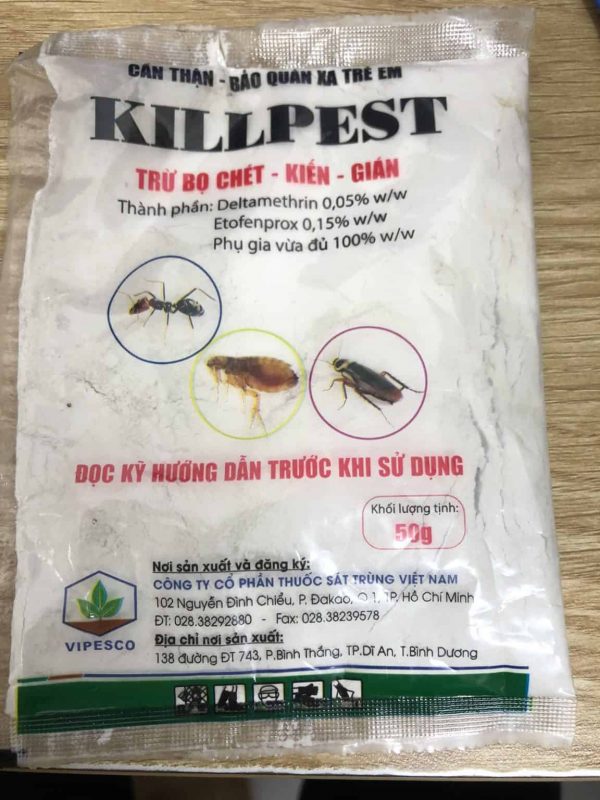 CẨN THẬN - BẢO QUẢN XA TRẺ EM
KILLPEST
TRỪ BỌ CHÉT - KIẾN - GIÁN
Thành phần: Deltamethrin 0,05% w/w
Etofenprox 0,15% w/w
Phụ gia vừa đủ 100% w/w
ĐỌC KỸ HƯỚNG DẪN TRƯỚC KHI SỬ DỤNG
Khối lượng tịnh:
50g
Nơi sản xuất và đăng ký:
CÔNG TY CỔ PHẦN THUỐC SÁT TRÙNG VIỆT NAM
102 Nguyễn Đình Chiểu, P. Đakao, Q 1, TP. Hồ Chí Minh
ĐT: 028.38292880 - Fax: 028.38239578
Địa chỉ nơi sản xuất:
138 đường ĐT 743, P.Bình Thắng, TP.Dĩ An, T.Bình Dương
VIPESCO